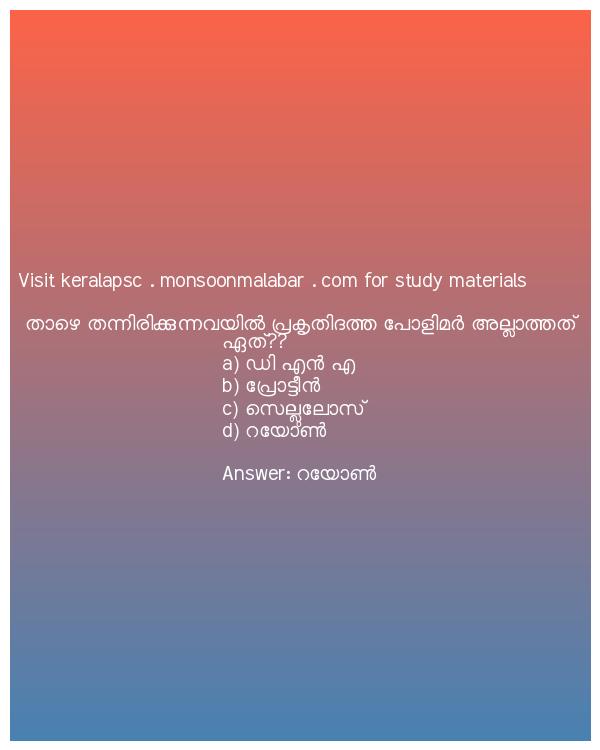 Visit keralapsc . monsoonmalabar . com for study materials
താഴെ തന്നിരിക്കുന്നവയിൽ പ്രകൃതിദത്ത പോളിമർ അല്ലാത്തത്
ഏത്??
a) ഡി എൻ എ
b) പ്രോട്ടീൻ
c) സെല്ലുലോസ്
d) റയോൺ
Answer: റയോൺ